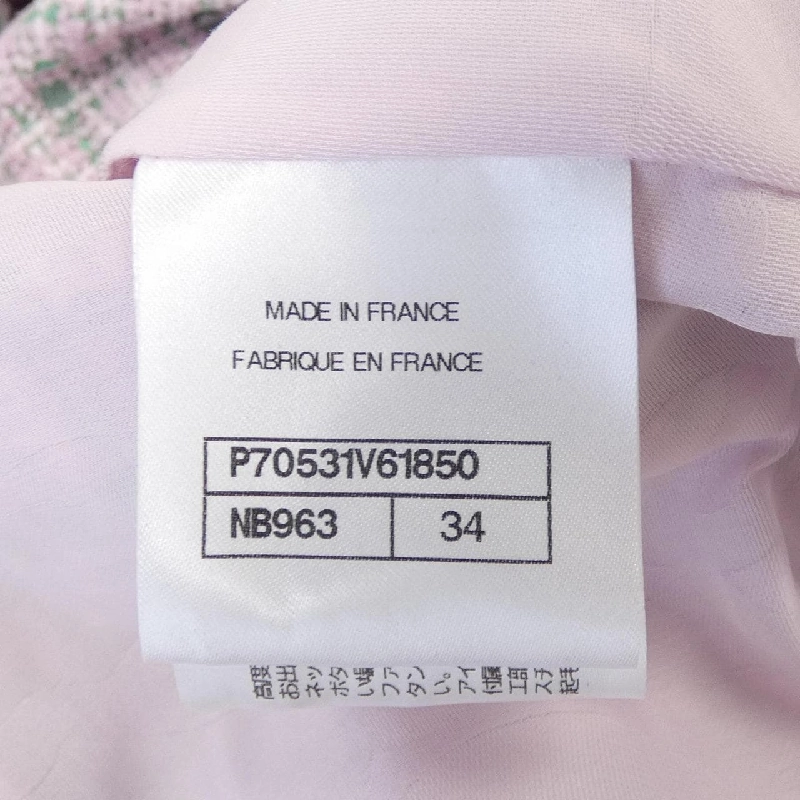 MADE IN FRANCE
FABRIQUE EN FRANCE
P70531V61850
NB963 34